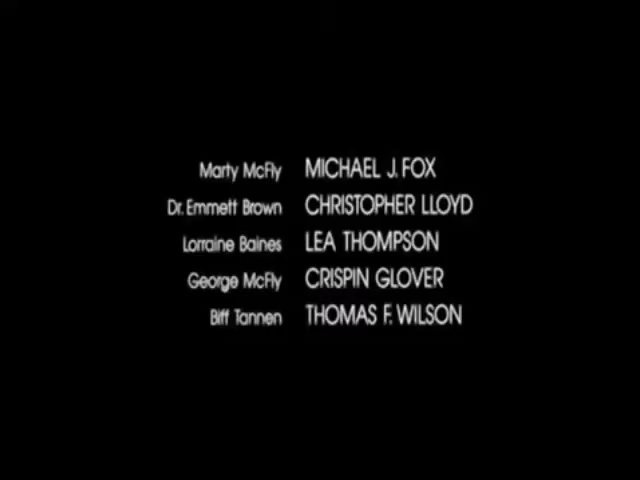 Marty McFly MICHAEL J. FOX
Dr. Emmett Brown CHRISTOPHER LLOYD
Lorraine Baines LEA THOMPSON
George McFly CRISPIN GLOVER
Biff Tannen THOMAS F. WILSON